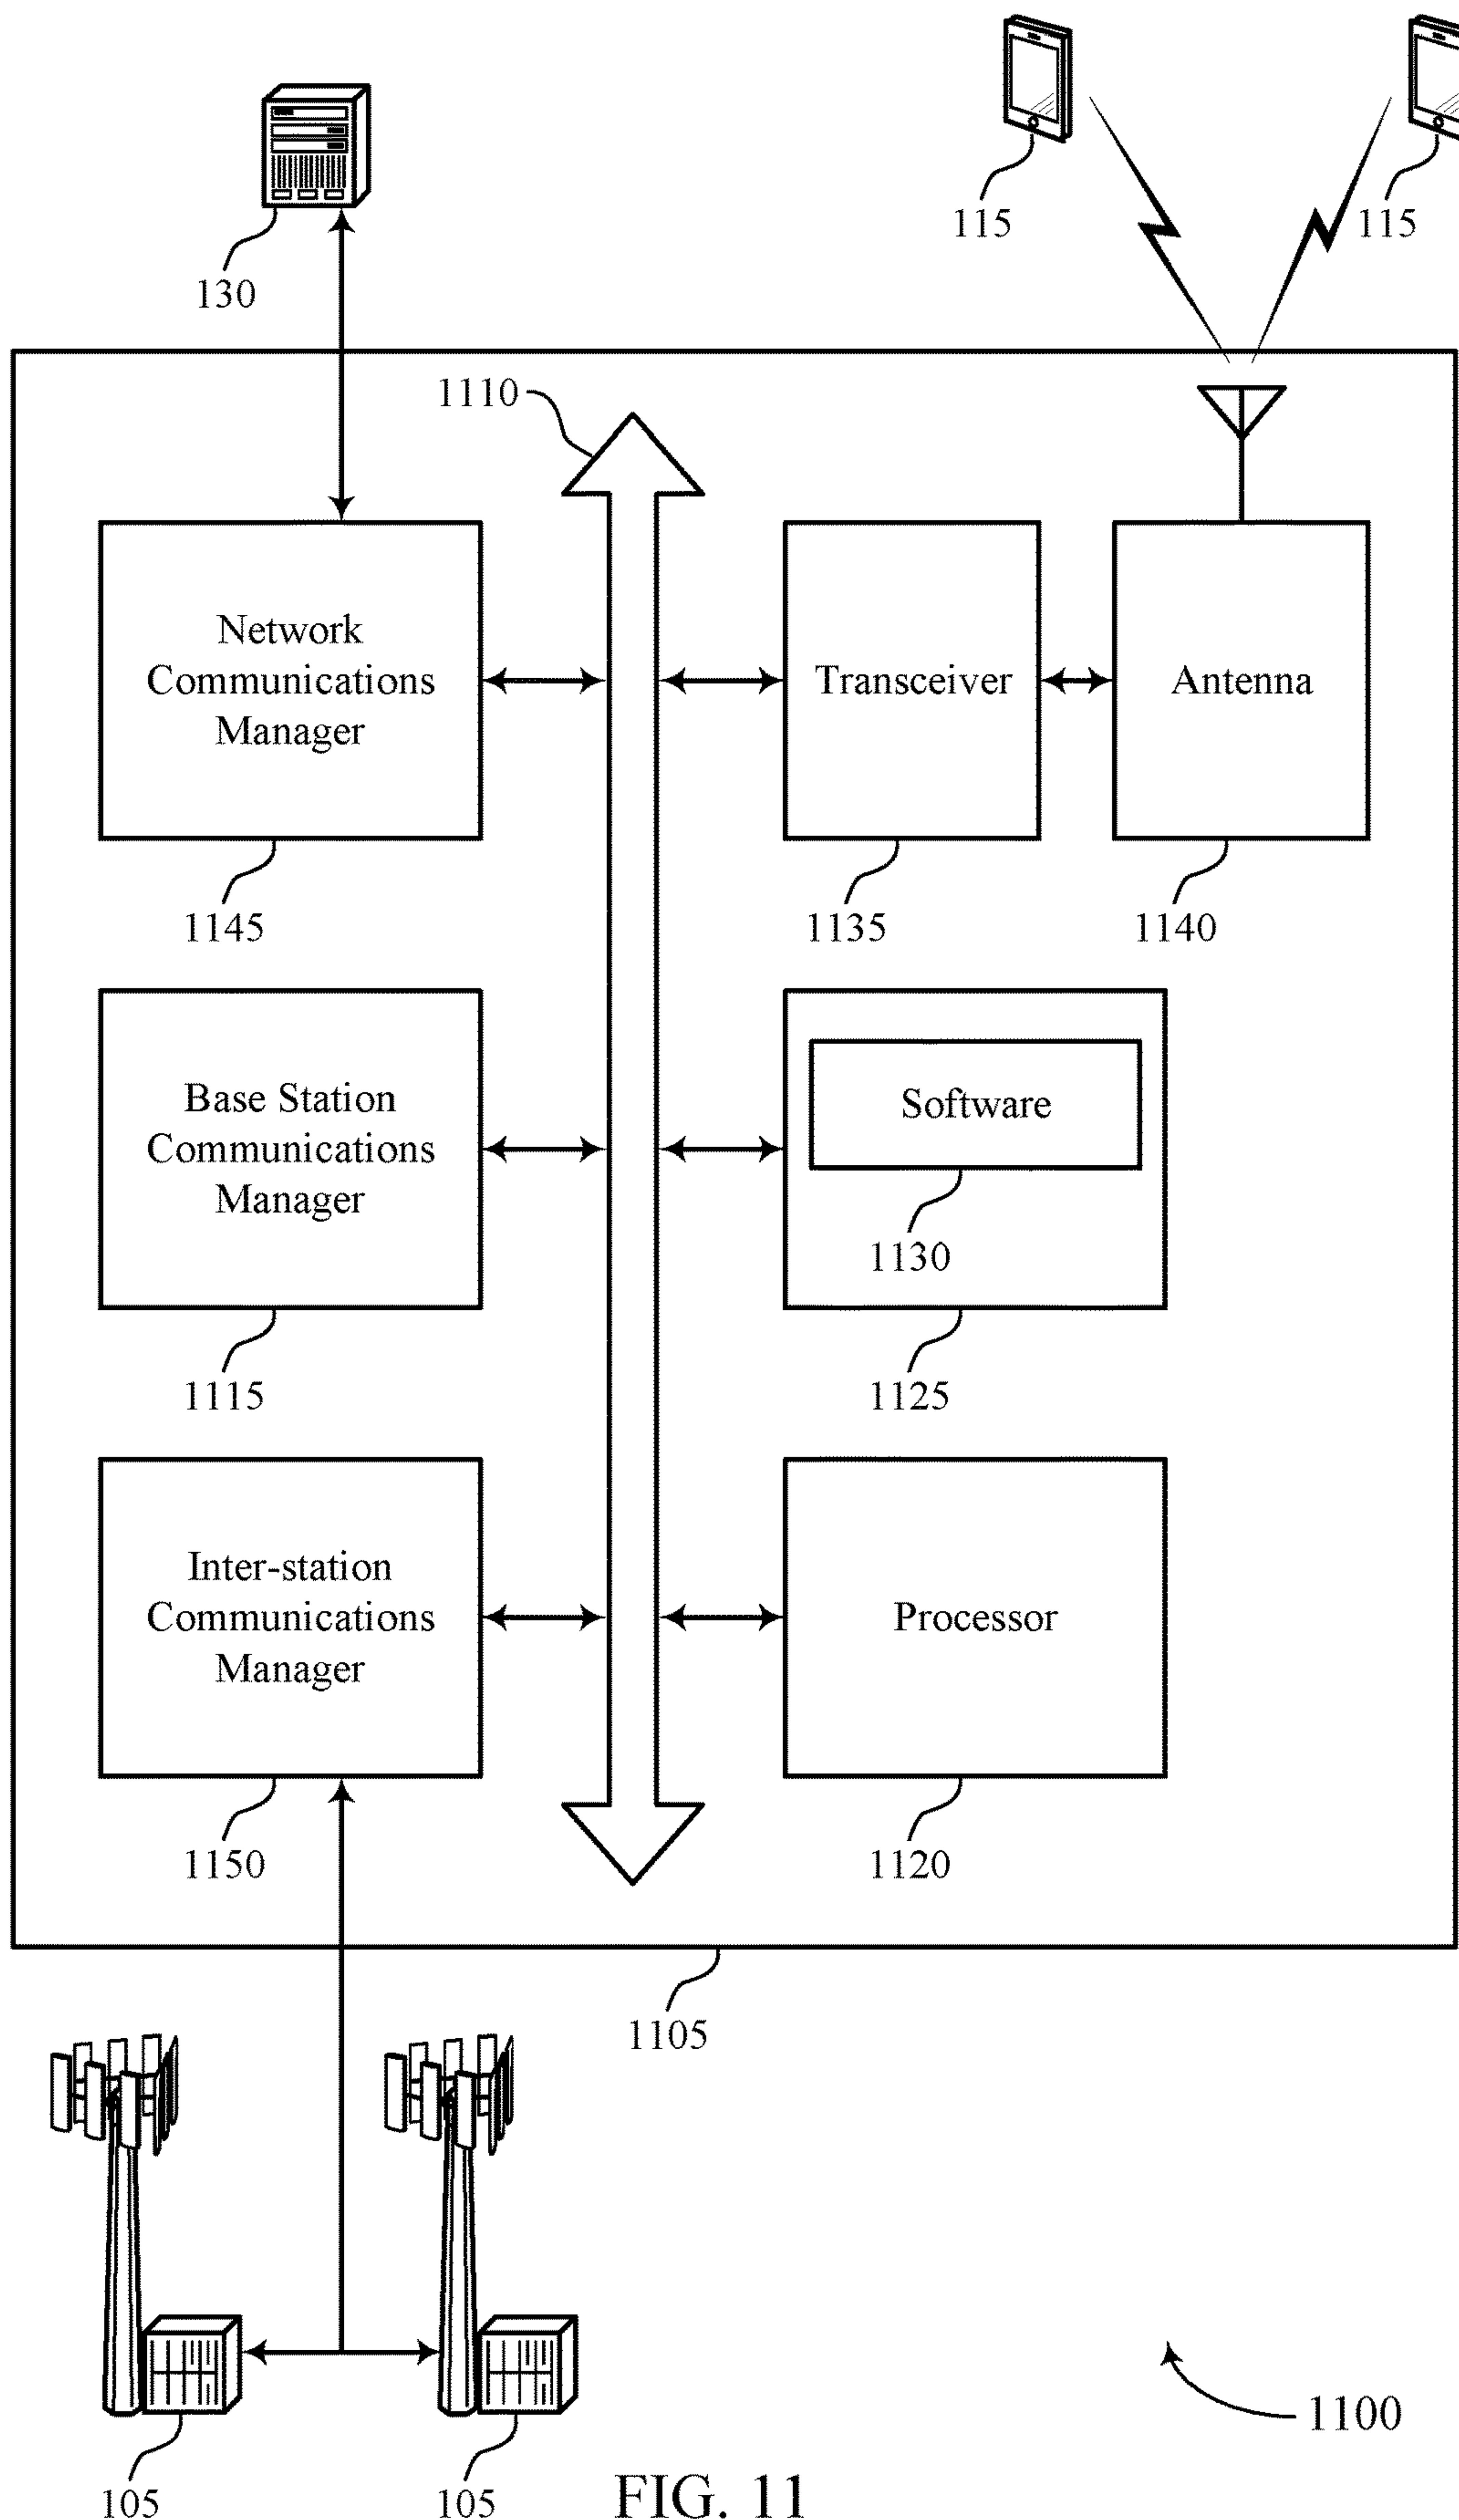 115
115
130
1110
Network
Communications
Manager
Transceiver
Antenna
1145
1135
1140
Base Station
Communications
Manager
Software
1130
1115
1125
Inter-station
Communications
Manager
Processor
1150
1120
1105
1100
105
105
FIG. 11